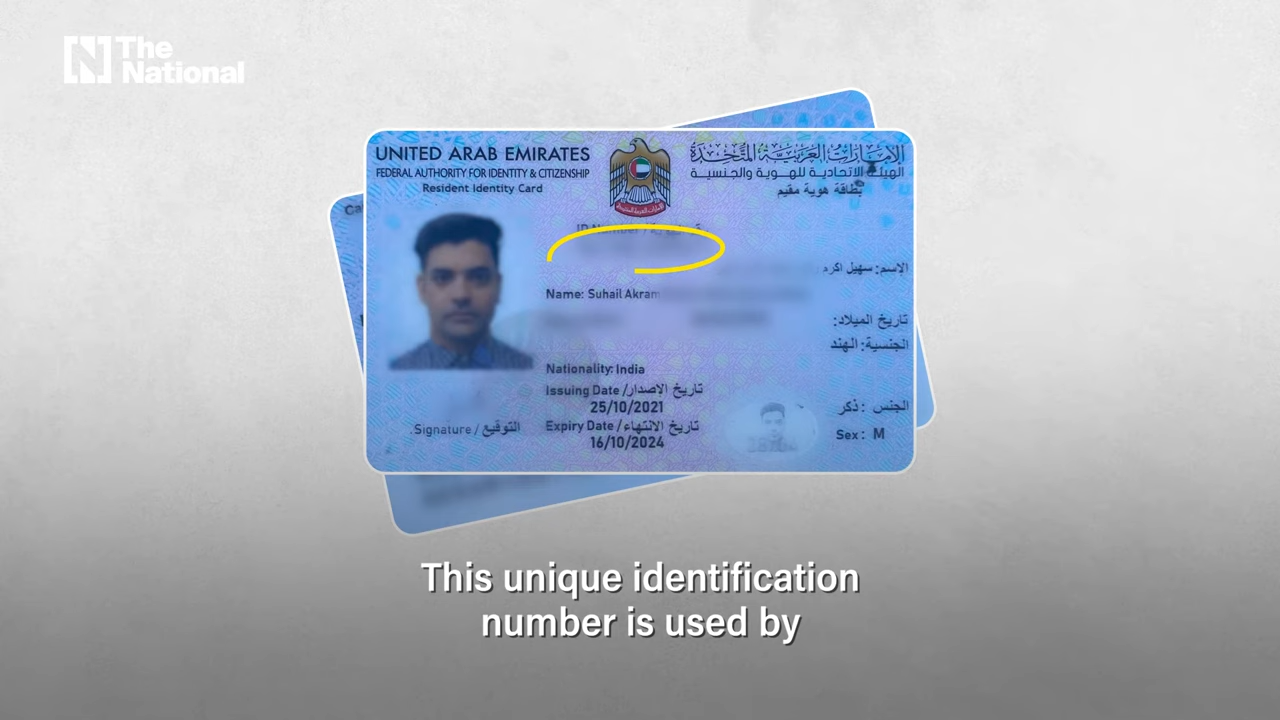 The
National
UNITED ARAB EMIRATES
FEDERAL AUTHORITY FOR IDENTITY & CITIZENSHIP
Resident Identity Card
الإمارات العربية المتحدة
الهيئة الاتحادية للهوية والجنسية
بطاقة هوية مقيم
ID Number /
الإسم: سهيل اكرم
Name: Suhail Akram
تاريخ الميلاد:
الجنسية: الهند
Nationality: India
Issuing Date / تاريخ الاصدار
25/10/2021
الجنس : ذكر
Expiry Date / تاريخ الانتهاء
16/10/2024
Signature / التوقيع
Sex : M
This unique identification
number is used by